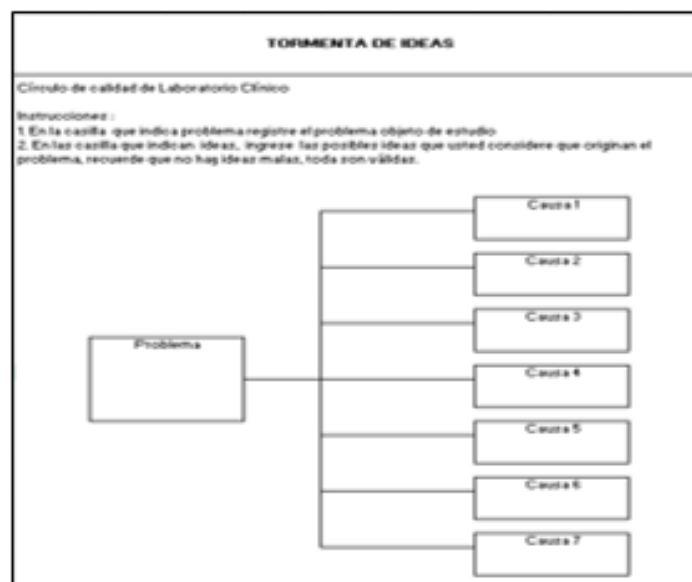 TORMENTA DE IDEAS
Círculo de calidad de Laboratorio Clínico
Instrucciones :
1. En la casilla que indica problema registre el problema objeto de estudio
2. En las casilla que indican ideas, ingrese las posibles ideas que usted considere que originan el
problema, recuerde que no hay ideas malas, toda son válidas.
Causa 1
Causa 2
Causa 3
Problema
Causa 4
Causa 5
Causa 6
Causa 7